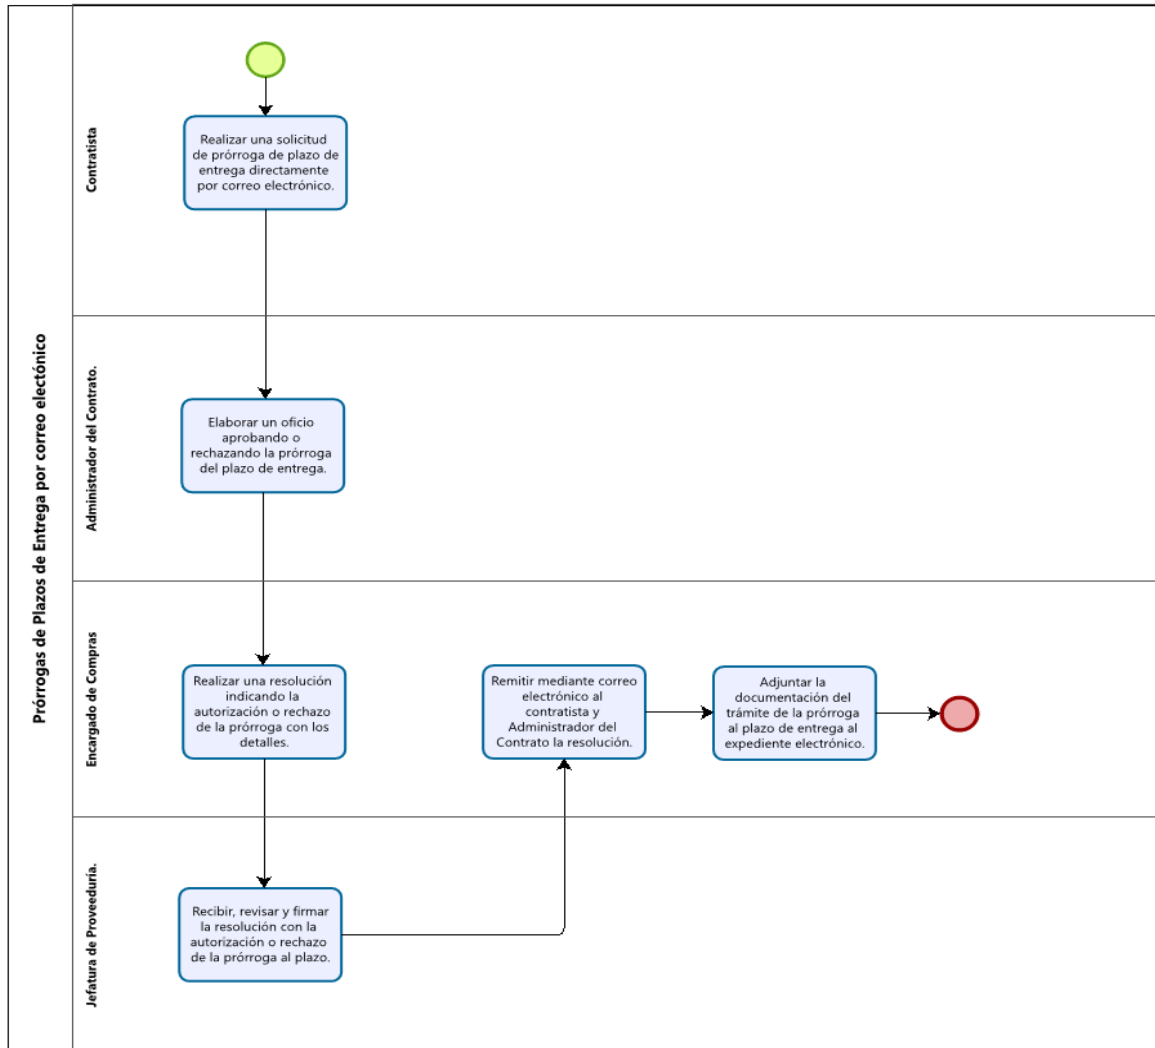 Prórrogas de Plazos de Entrega por correo electónico
Contratista
Realizar una solicitud
de prórroga de plazo de
entrega directamente
por correo electrónico.
Administrador del Contrato.
Elaborar un oficio
aprobando o
rechazando la prórroga
del plazo de entrega.
Encargado de Compras
Realizar una resolución
indicando la
autorización o rechazo
de la prórroga con los
detalles.
Remitir mediante correo
electrónico al
contratista y
Administrador del
Contrato la resolución.
Adjuntar la
documentación del
trámite de la prórroga
al plazo de entrega al
expediente electrónico.
Jefatura de Proveeduría.
Recibir, revisar y firmar
la resolución con la
autorización o rechazo
de la prórroga al plazo.